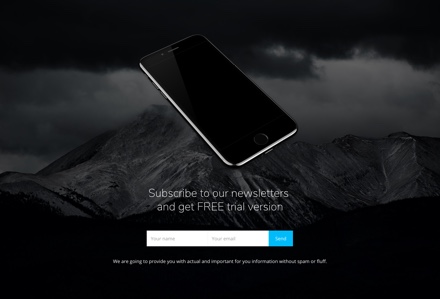 Subscribe to our newsletters
and get FREE trial version
Your name Your email Send
We are going to provide you with actual and important for you information without spam or fluff.